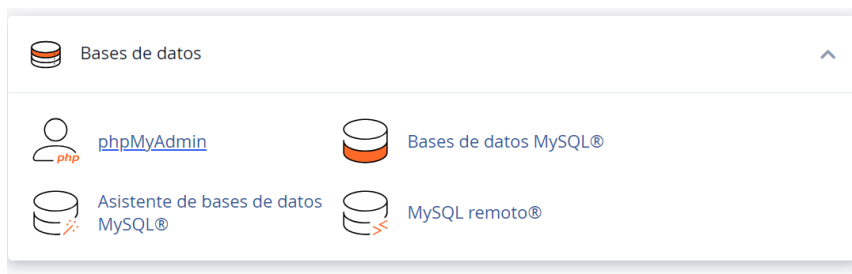 Bases de datos
phpMyAdmin
php
Bases de datos MySQL®
Asistente de bases de datos
MySQL®
MySQL remoto®